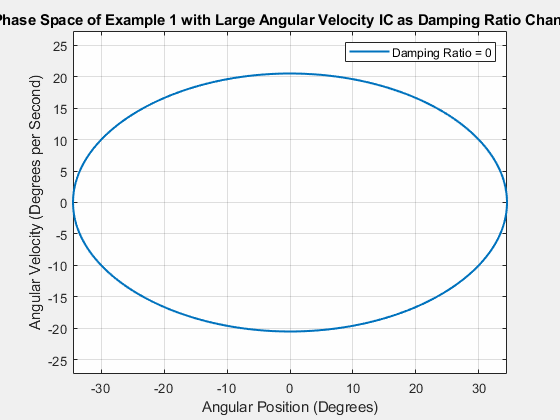 Phase Space of Example 1 with Large Angular Velocity IC as Damping Ratio Chan
Damping Ratio = 0
25
20
15
10
5
0
-5
-10
-15
-20
-25
Angular Velocity (Degrees per Second)
-30 -20 -10 0 10 20 30
Angular Position (Degrees)